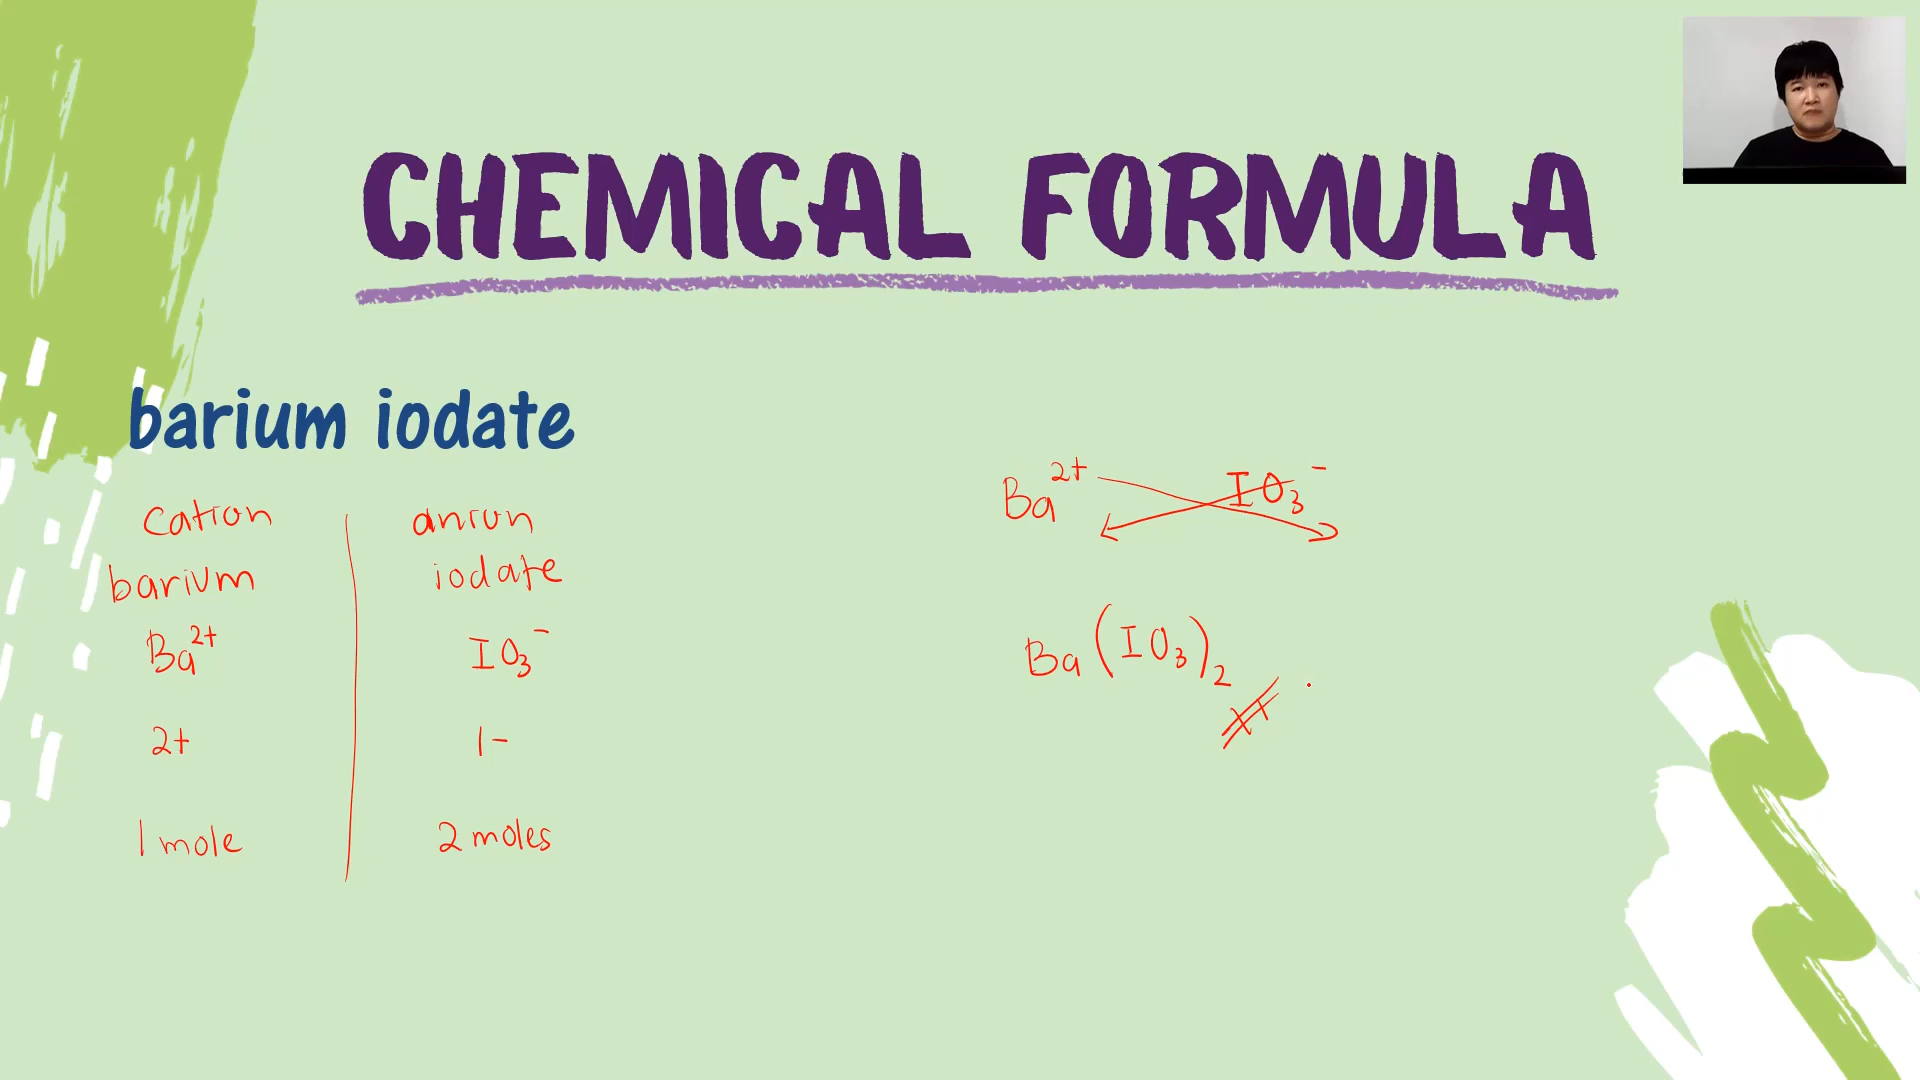 CHEMICAL FORMULA
barium iodate
cation anion
barium iodate
Ba²⁺ IO₃⁻
2+ 1-
1 mole 2 moles
Ba²⁺ IO₃⁻
Ba(IO₃)₂